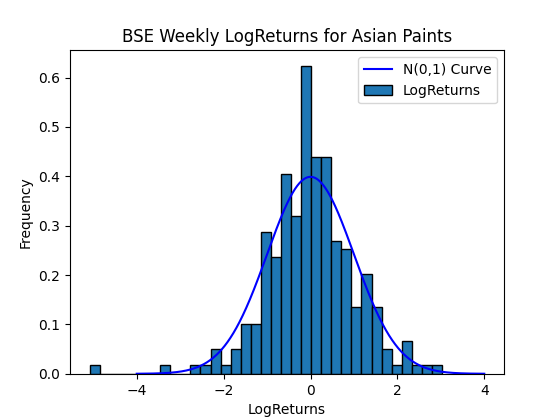 BSE Weekly LogReturns for Asian Paints
N(0,1) Curve
LogReturns
Frequency
0.6
0.5
0.4
0.3
0.2
0.1
0.0
−4 −2 0 2 4
LogReturns